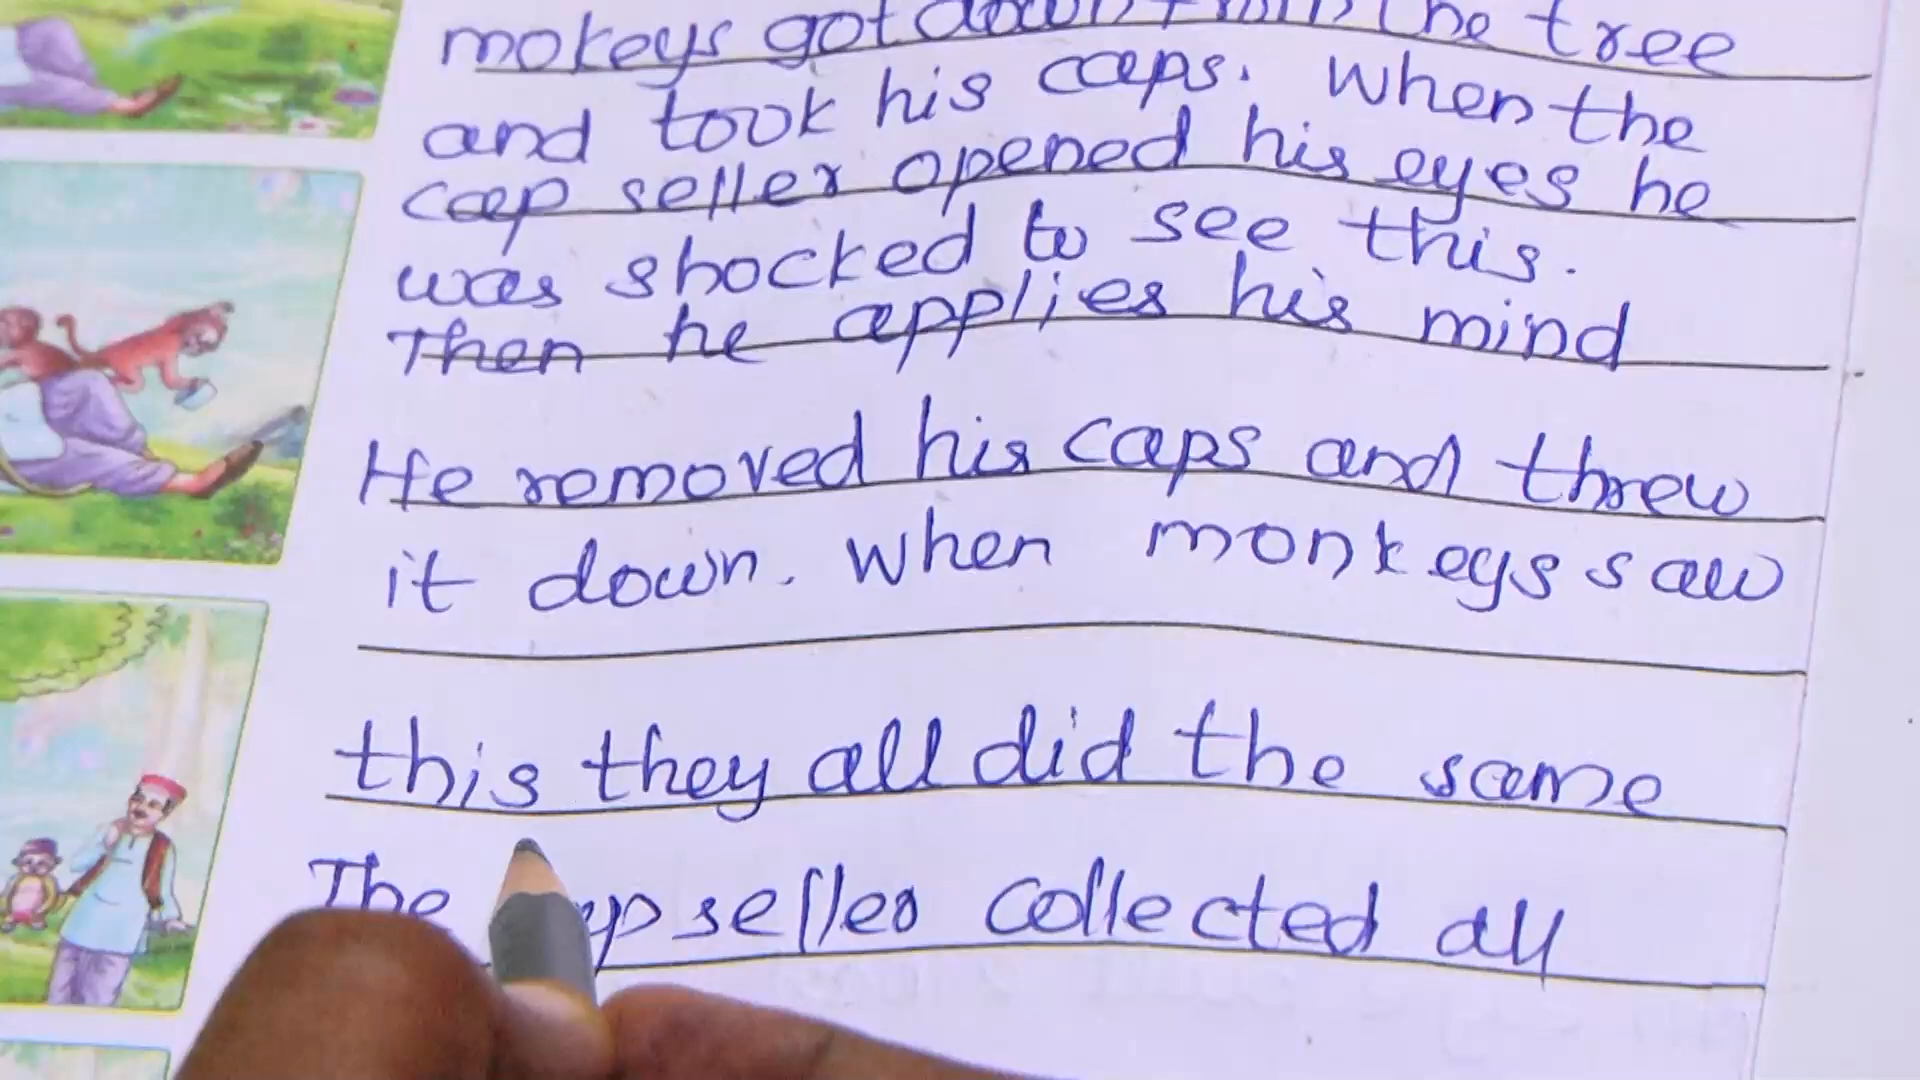 mokeys got down from the tree
and took his caps. When the
cap seller opened his eyes he
was shocked to see this.
Then he applies his mind
He removed his caps and threw
it down. When monkeys saw
this they all did the same
The seller collected all